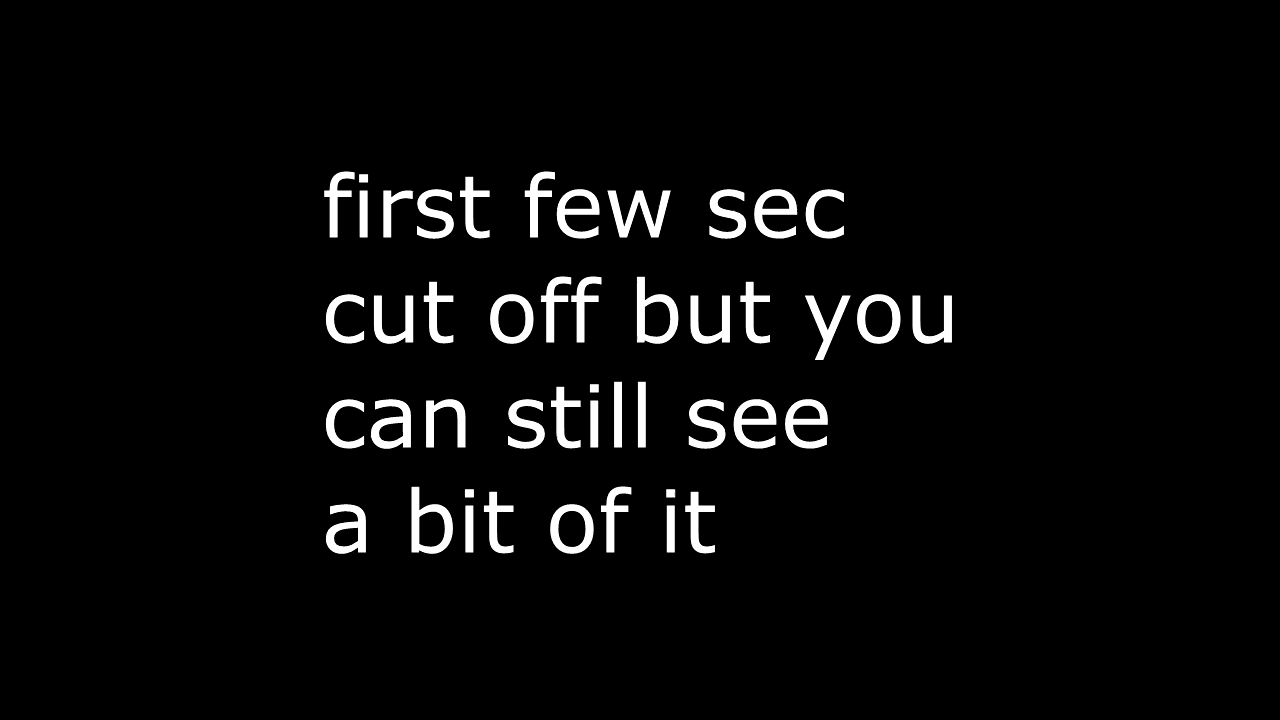 first few sec
cut off but you
can still see
a bit of it